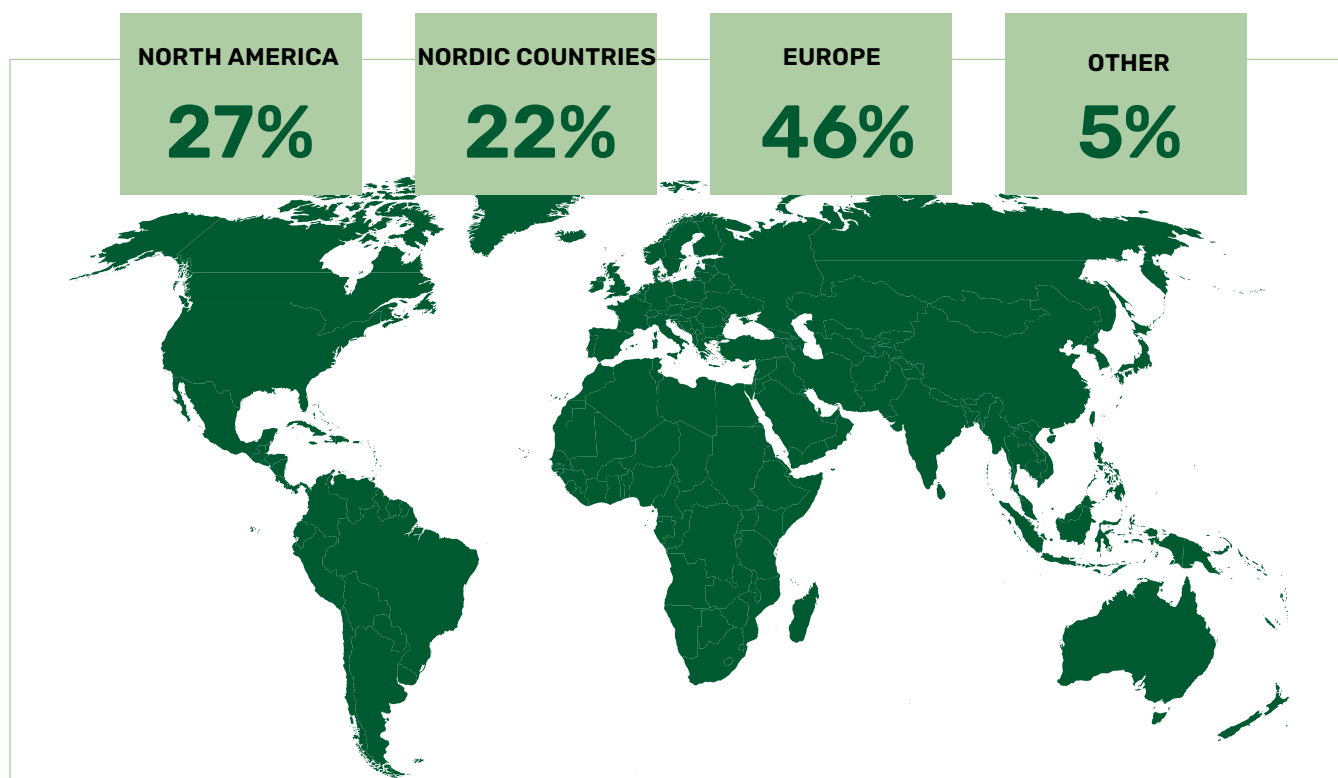 NORTH AMERICA
27%
NORDIC COUNTRIES
22%
EUROPE
46%
OTHER
5%